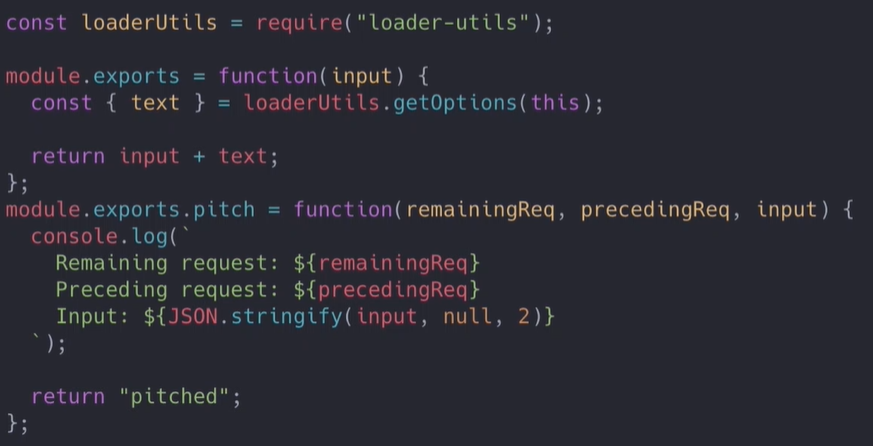 const loaderUtils = require("loader-utils");
module.exports = function(input) {
  const { text } = loaderUtils.getOptions(this);
  return input + text;
};
module.exports.pitch = function(remainingReq, precedingReq, input) {
  console.log(`
    Remaining request: ${remainingReq}
    Preceding request: ${precedingReq}
    Input: ${JSON.stringify(input, null, 2)}
  `);
  return "pitched";
};